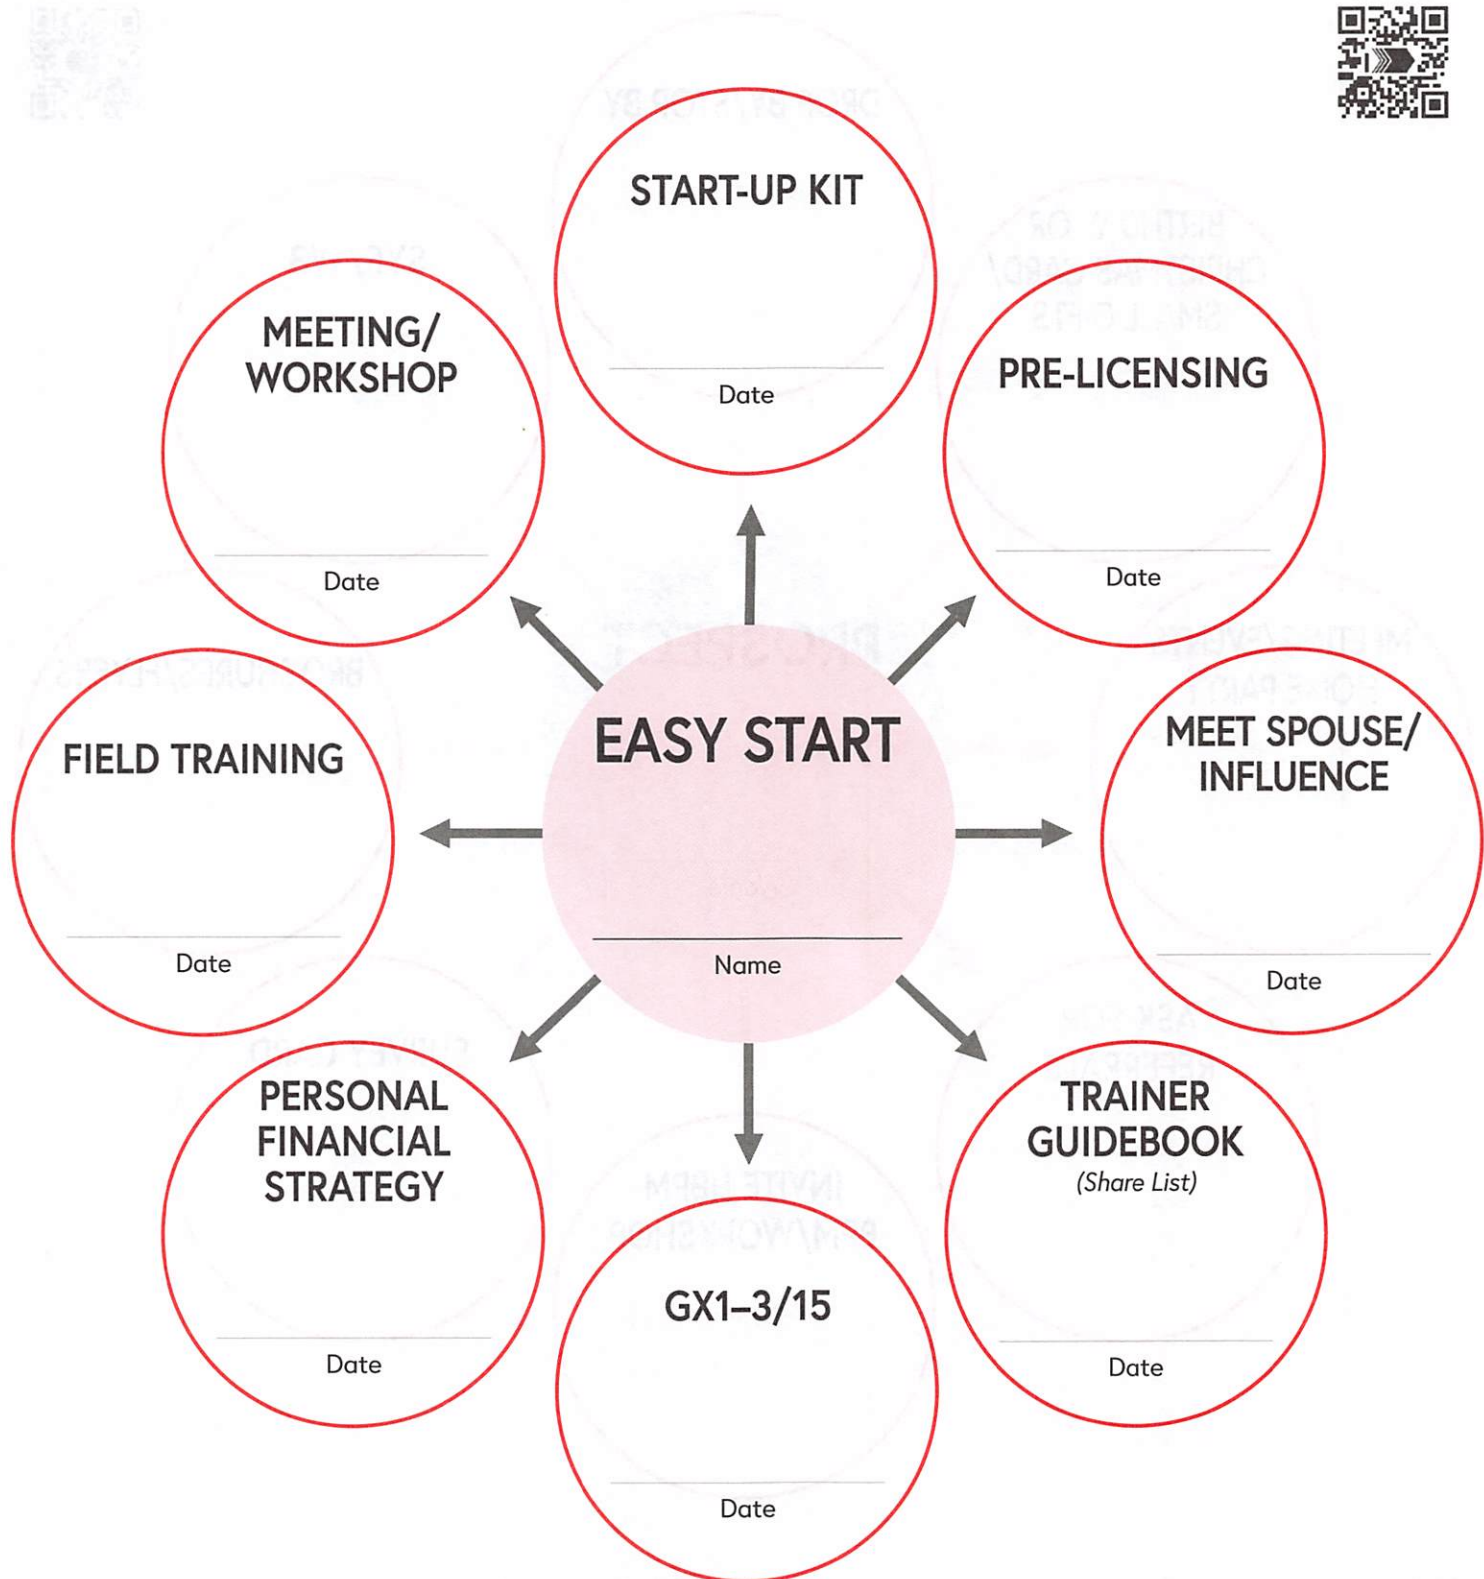 START-UP KIT
Date
PRE-LICENSING
Date
MEET SPOUSE/
INFLUENCE
Date
TRAINER
GUIDEBOOK
(Share List)
Date
GX1–3/15
Date
PERSONAL
FINANCIAL
STRATEGY
Date
FIELD TRAINING
Date
MEETING/
WORKSHOP
Date
EASY START
Name